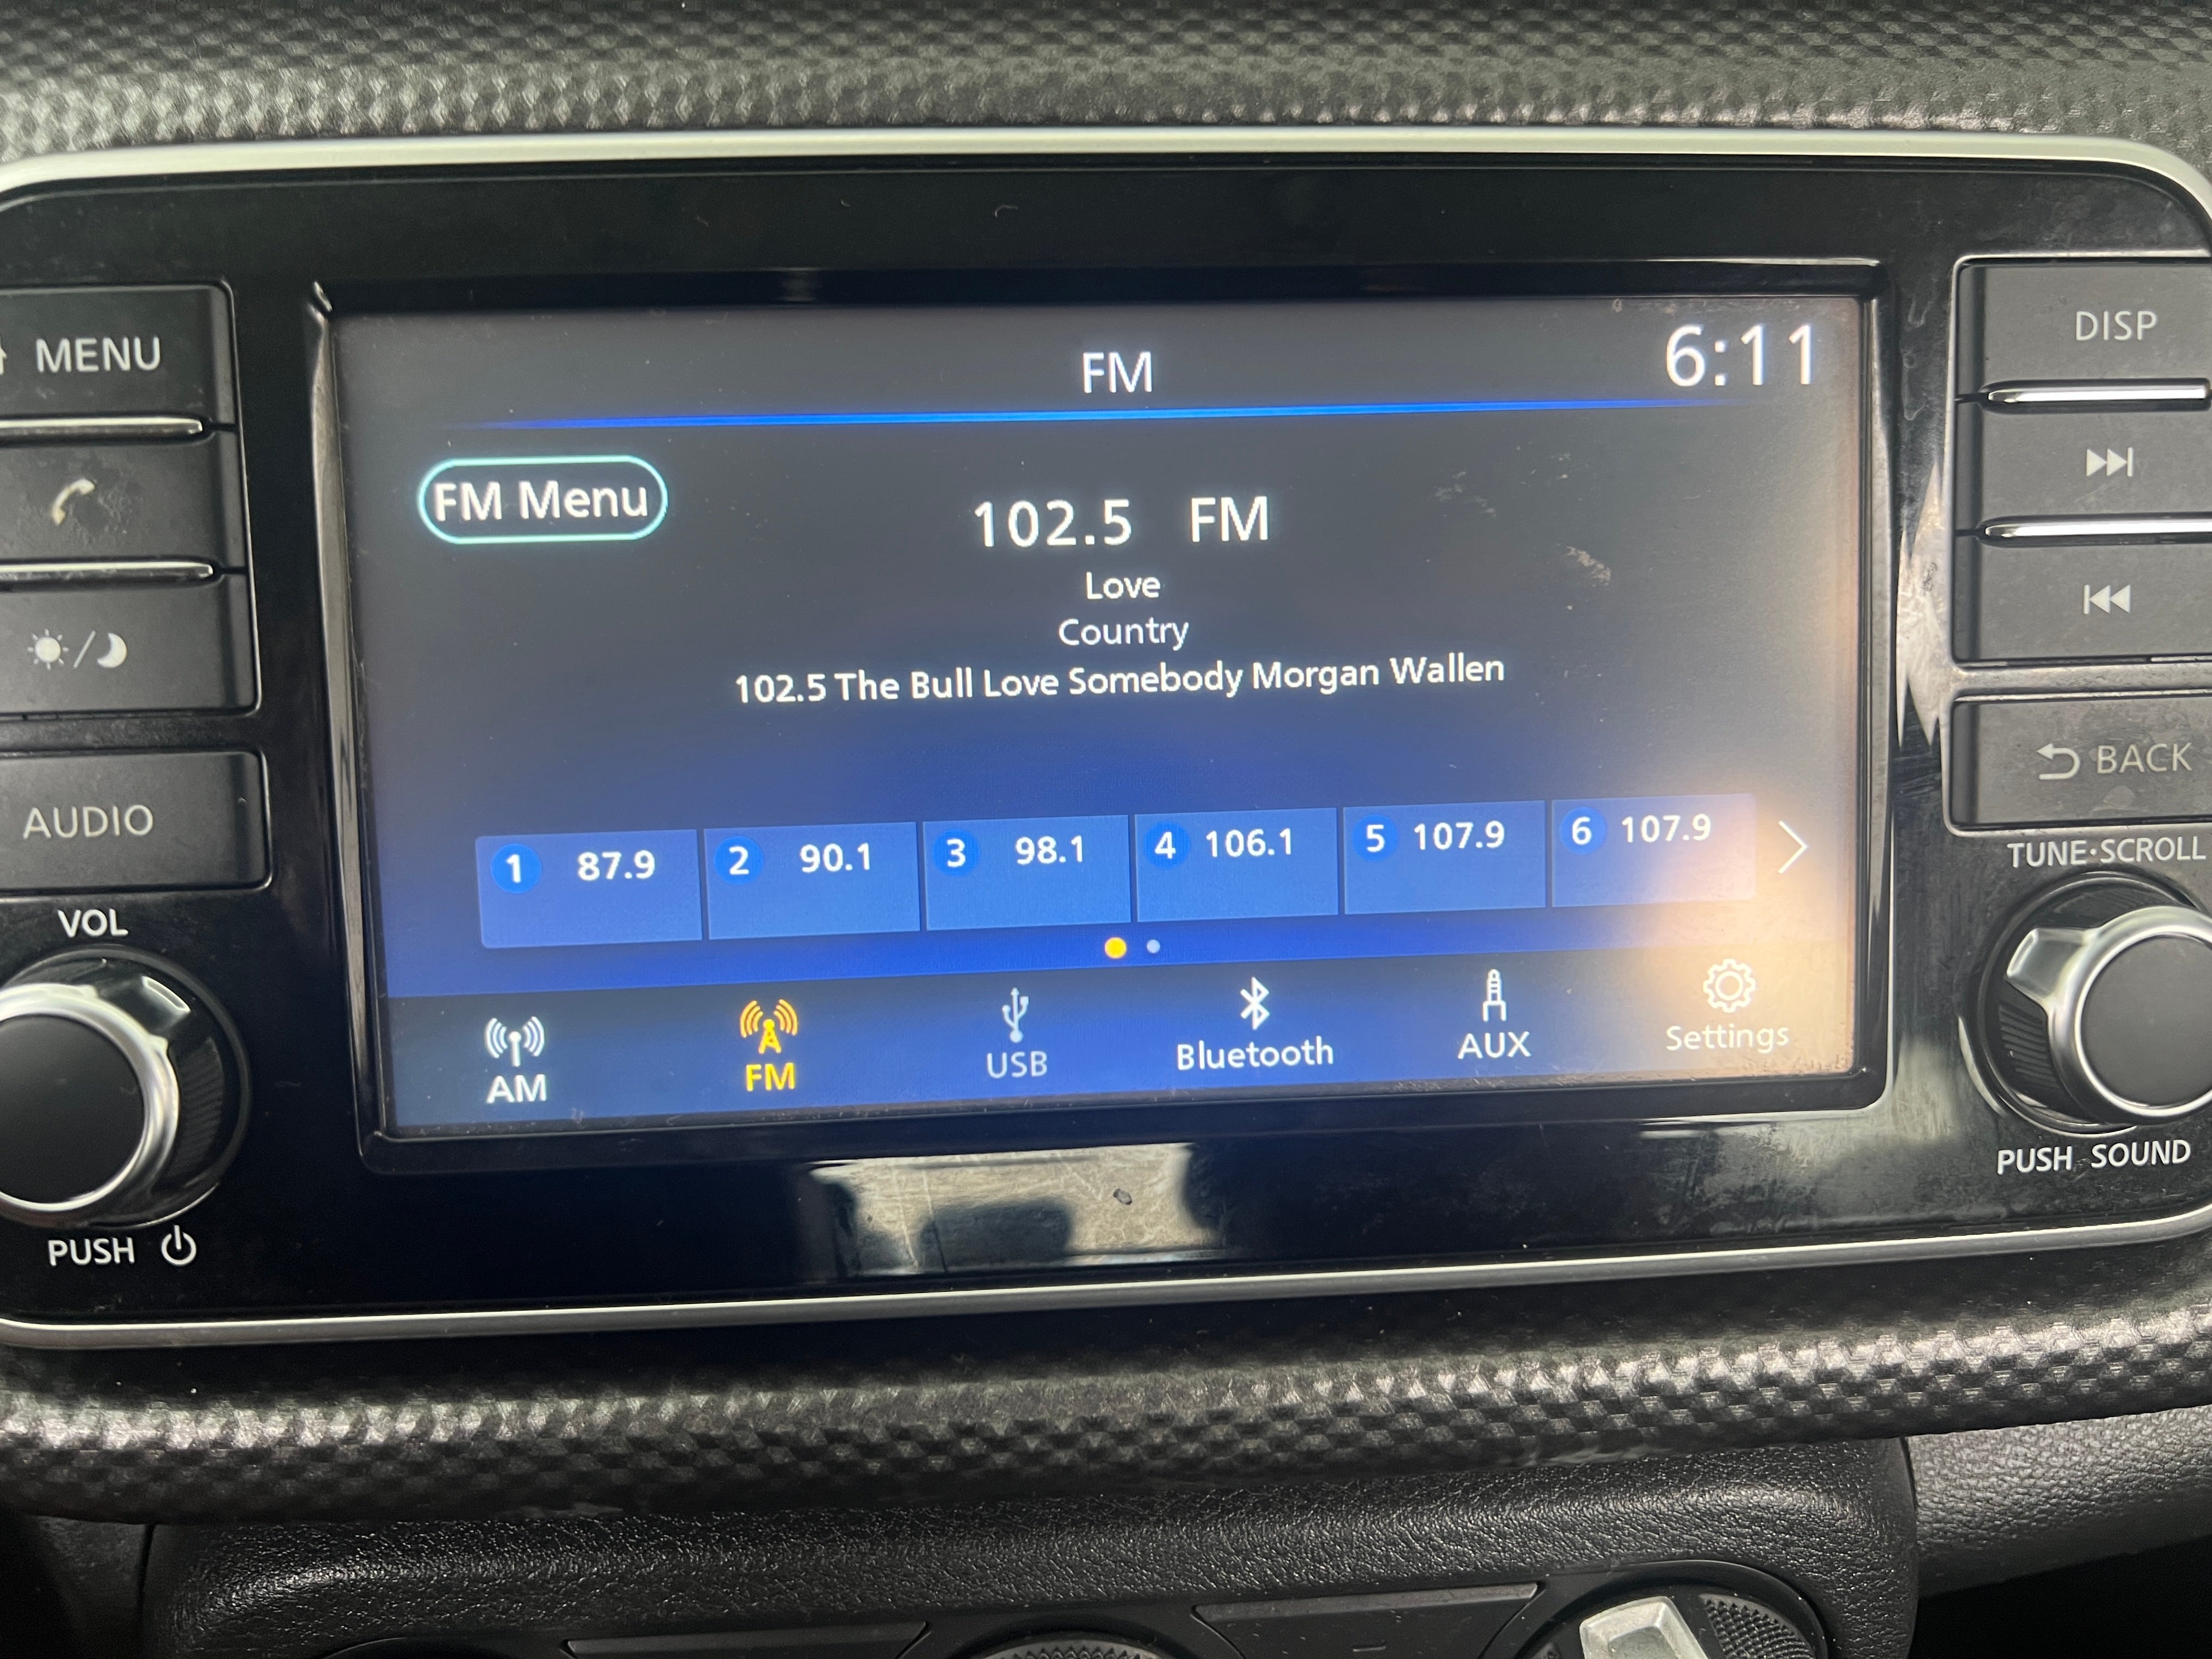 FM
6:11
MENU
DISP
FM Menu
102.5 FM
Love
Country
102.5 The Bull Love Somebody Morgan Wallen
BACK
AUDIO
1 87.9
2 90.1
3 98.1
4 106.1
5 107.9
6 107.9
TUNE·SCROLL
VOL
AM
FM
USB
Bluetooth
AUX
Settings
PUSH SOUND
PUSH